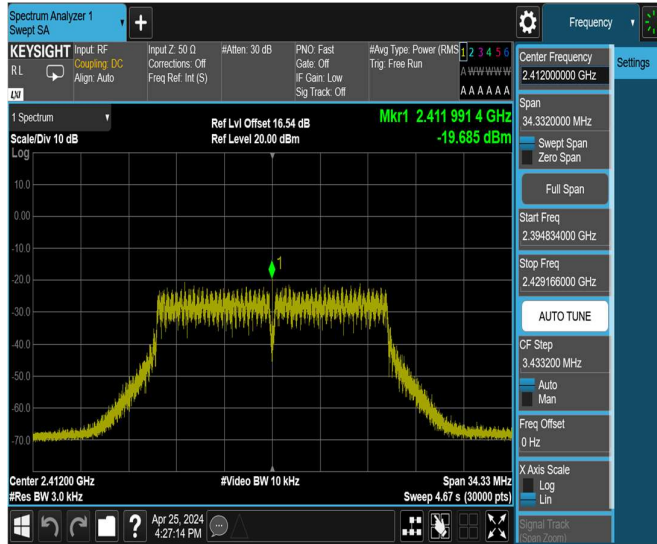 Spectrum Analyzer 1
Swept SA
+
Frequency
KEYSIGHT
R L
LXI
Input: RF
Coupling: DC
Align: Auto
Input Z: 50 Ω
Corrections: Off
Freq Ref: Int (S)
#Atten: 30 dB
PNO: Fast
Gate: Off
IF Gain: Low
Sig Track: Off
#Avg Type: Power (RMS
Trig: Free Run
1 2 3 4 5 6
A W W W W W
A A A A A A
1 Spectrum
Scale/Div 10 dB
Log
Ref Lvl Offset 16.54 dB
Ref Level 20.00 dBm
Mkr1 2.411 991 4 GHz
-19.685 dBm
10.0
0.00
-10.0
-20.0
-30.0
-40.0
-50.0
-60.0
-70.0
1
Center 2.41200 GHz
#Res BW 3.0 kHz
#Video BW 10 kHz
Span 34.33 MHz
Sweep 4.67 s (30000 pts)
Apr 25, 2024
4:27:14 PM
?
Center Frequency
2.412000000 GHz
Settings
Span
34.3320000 MHz
Swept Span
Zero Span
Full Span
Start Freq
2.394834000 GHz
Stop Freq
2.429166000 GHz
AUTO TUNE
CF Step
3.433200 MHz
Auto
Man
Freq Offset
0 Hz
X Axis Scale
Log
Lin
Signal Track
(Span Zoom)